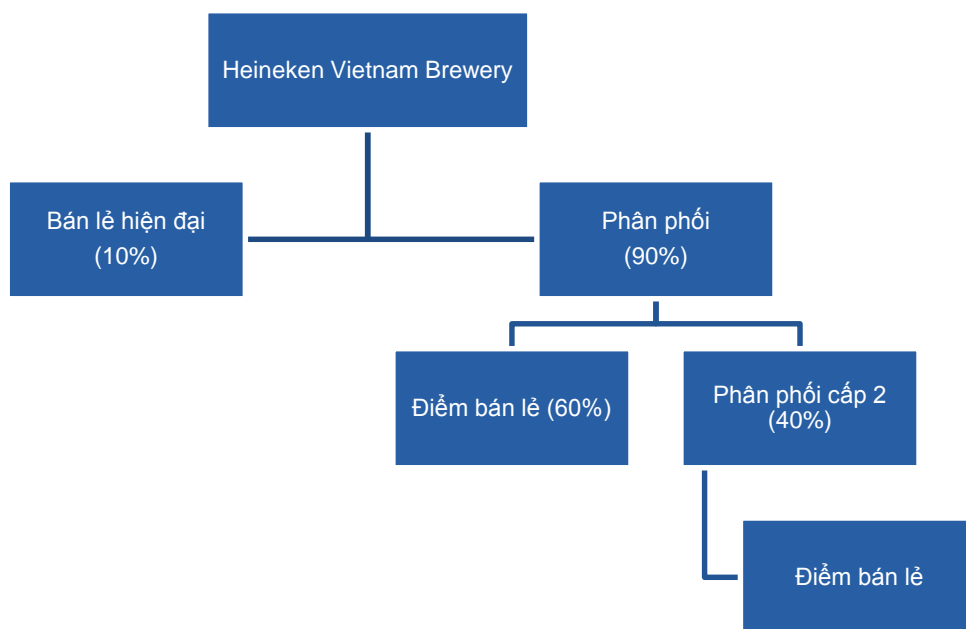 Heineken Vietnam Brewery
Bán lẻ hiện đại
(10%)
Phân phối
(90%)
Điểm bán lẻ (60%)
Phân phối cấp 2
(40%)
Điểm bán lẻ